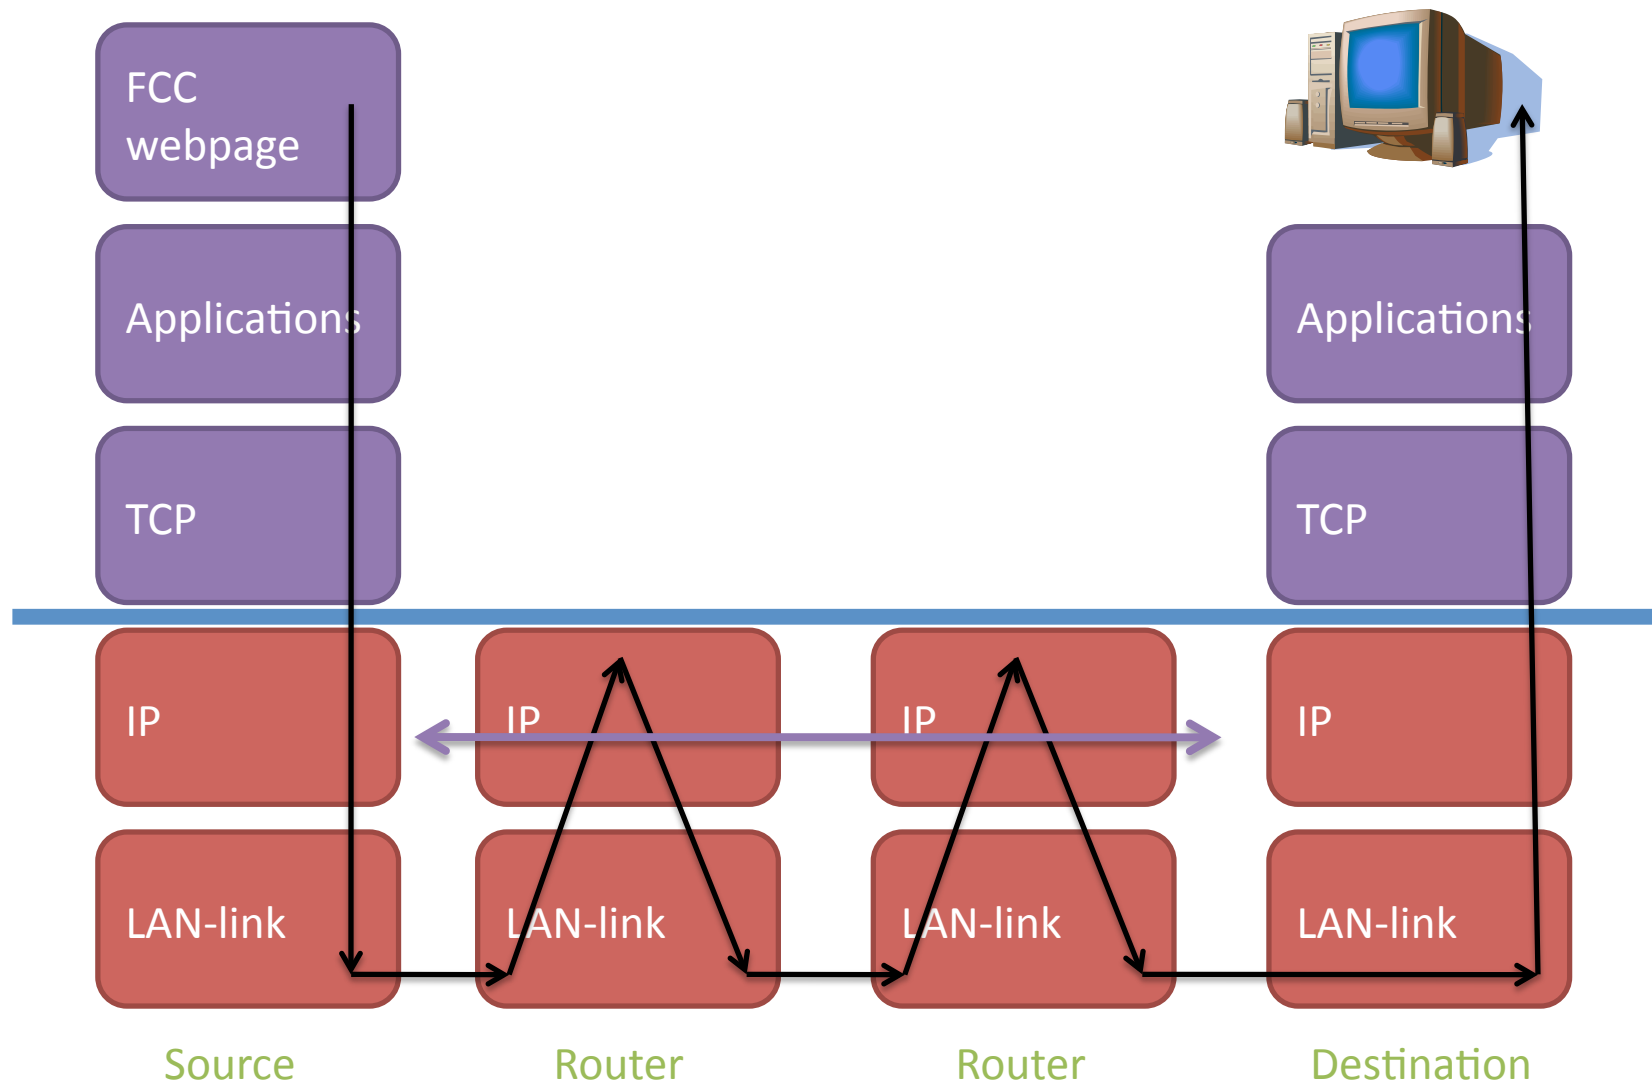 FCC
webpage
Applications
Applications
TCP
TCP
IP
IP
IP
IP
LAN-link
LAN-link
LAN-link
LAN-link
Source
Router
Router
Destination